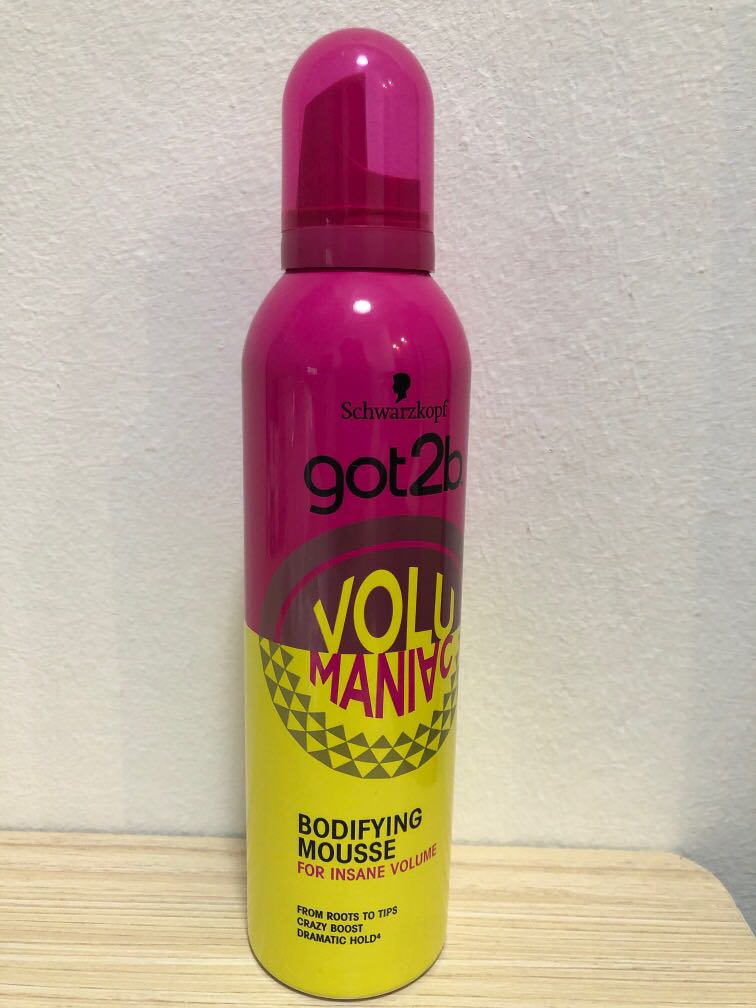 Schwarzkopf
got2b
VOLU
MANIAC
BODIFYING
MOUSSE
FOR INSANE VOLUME
FROM ROOTS TO TIPS
CRAZY BOOST
DRAMATIC HOLD⁴